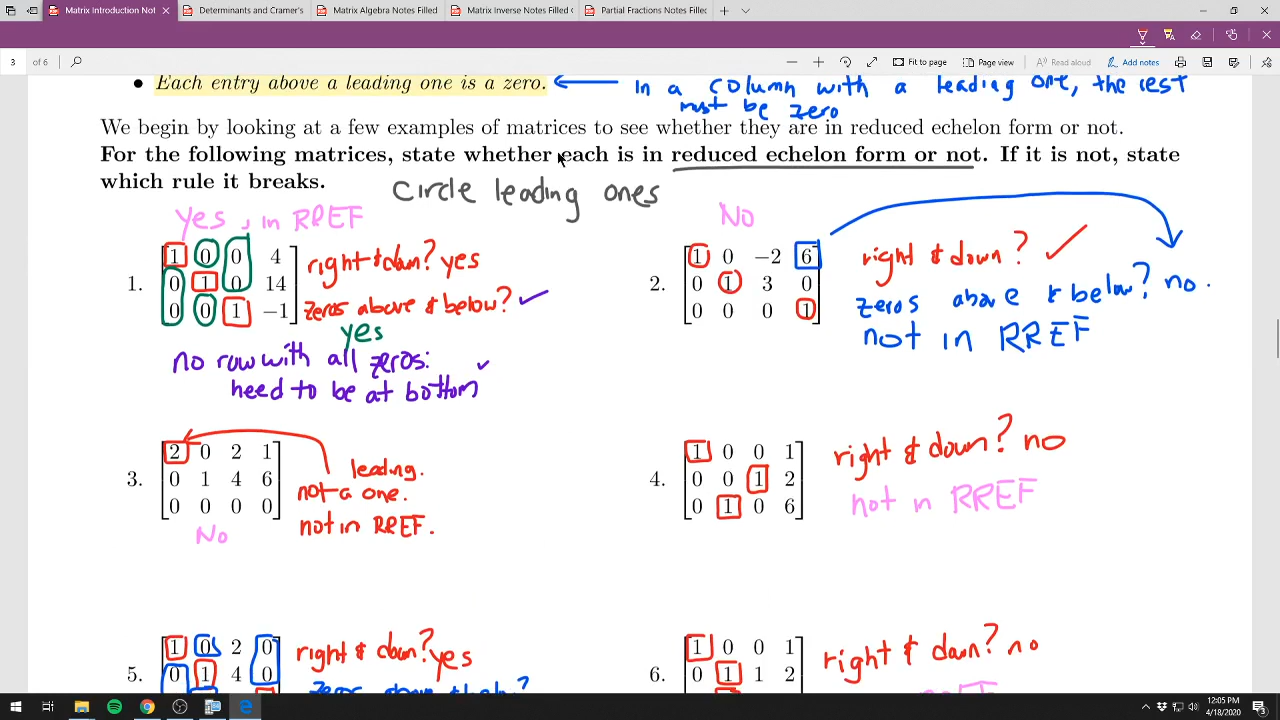 Matrix Introduction Not
Determinants and Cramer's
Matrix Algebra Notes Filled
Matrix Inverse Notes Filled
Partial Fractions Notes Filled
3 of 6
Fit to page
Page view
Read aloud
Add notes
• Each entry above a leading one is a zero.
In a column with a leading one, the rest
must be zero
We begin by looking at a few examples of matrices to see whether they are in reduced echelon form or not.
For the following matrices, state whether each is in reduced echelon form or not. If it is not, state
which rule it breaks.
Circle leading ones
yes, in RREF
1.
1 0 0 4
0 1 0 14
0 0 1 −1
right & down? yes
zeros above & below?
yes
no row with all zeros:
need to be at bottom
No
2.
1 0 −2 6
0 1 3 0
0 0 0 1
right & down?
zeros above & below? no.
not in RREF
3.
2 0 2 1
0 1 4 6
0 0 0 0
leading.
not a one.
not in RREF.
No
4.
1 0 0 1
0 0 1 2
0 1 0 6
right & down? no
not in RREF
5.
1 0 2 0
0 1 4 0
right & down? yes
6.
1 0 0 1
0 1 1 2
right & down? no
12:05 PM
4/18/2020